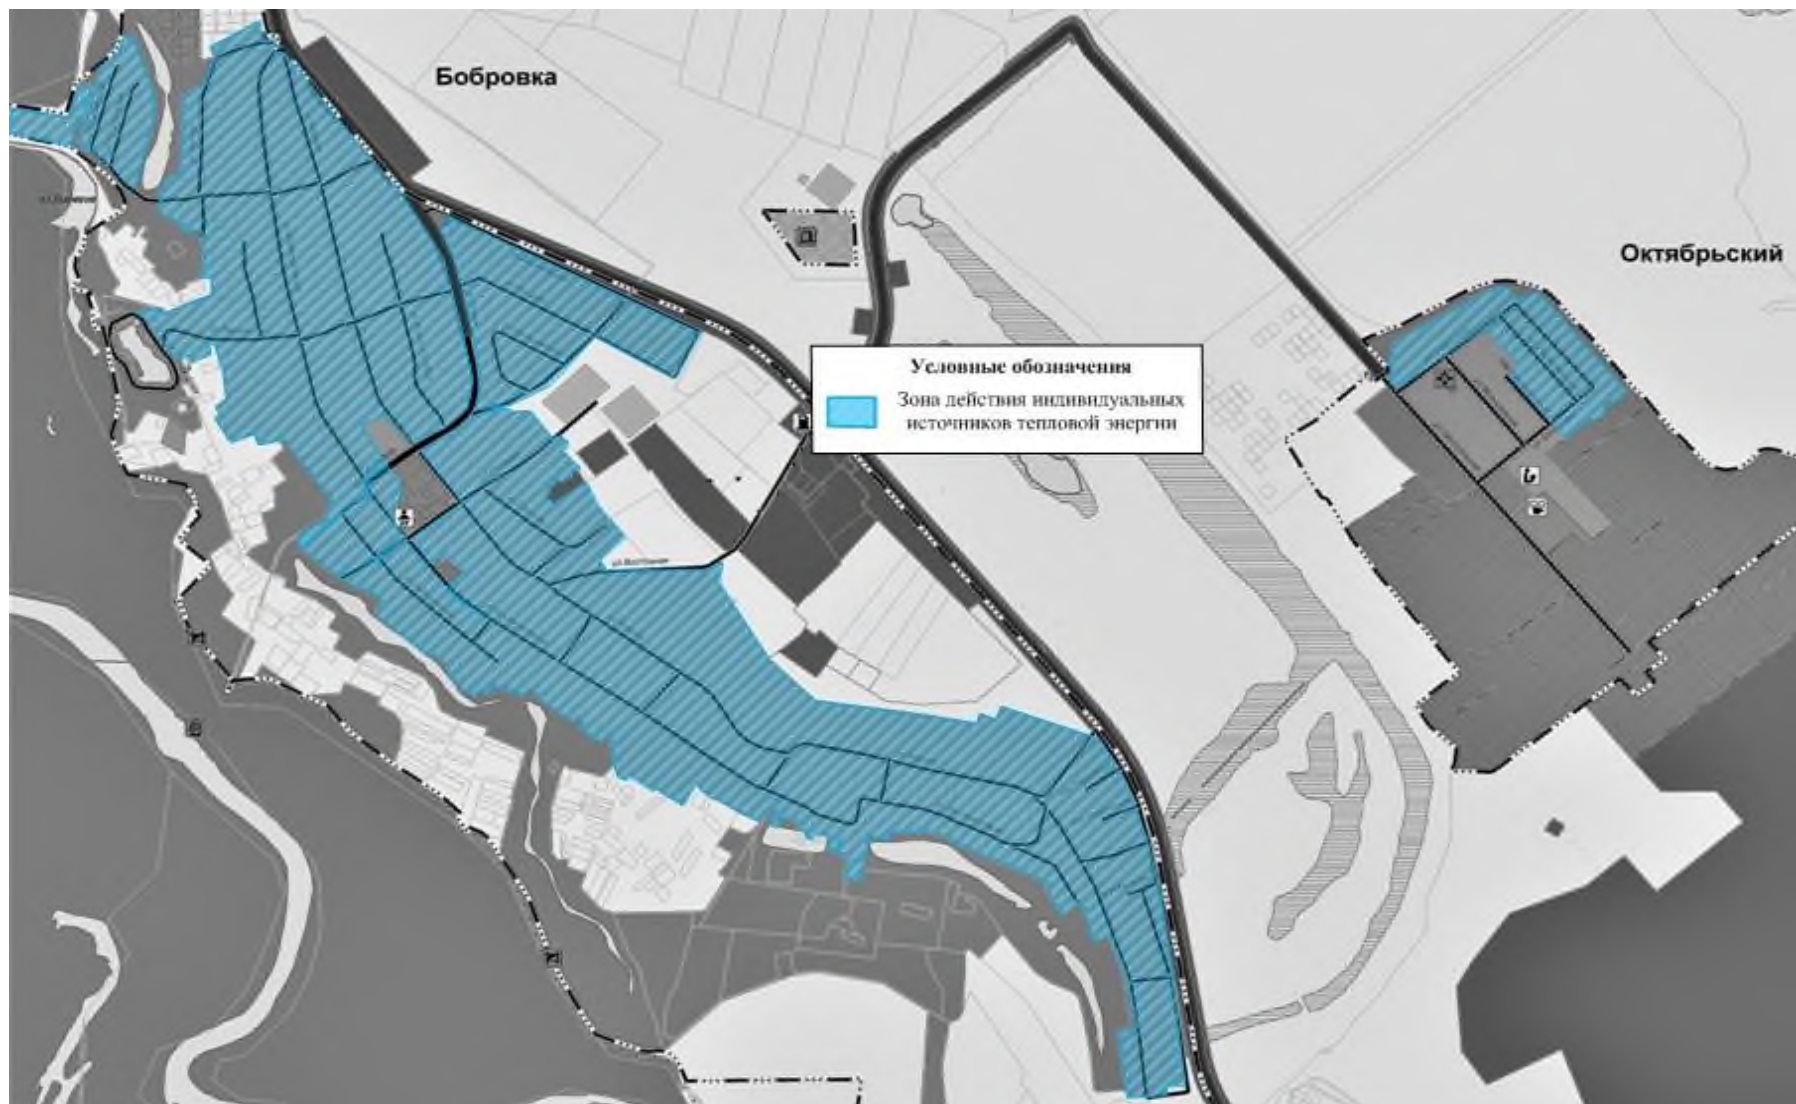 Бобровка
Октябрьский
Условные обозначения
Зона действия индивидуальных
источников тепловой энергии